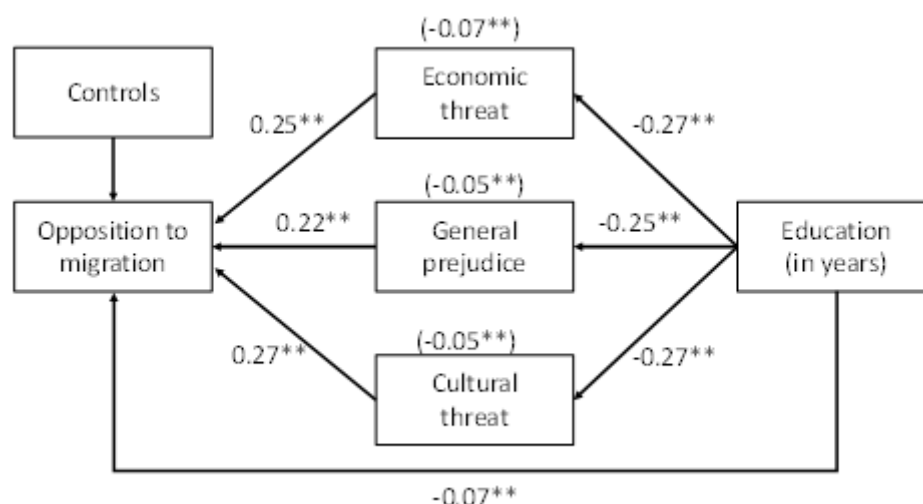 (-0.07**)
Controls
Economic
threat
0.25**
-0.27**
(-0.05**)
Opposition to
migration
0.22**
General
prejudice
-0.25**
Education
(in years)
(-0.05**)
0.27**
-0.27**
Cultural
threat
-0.07**